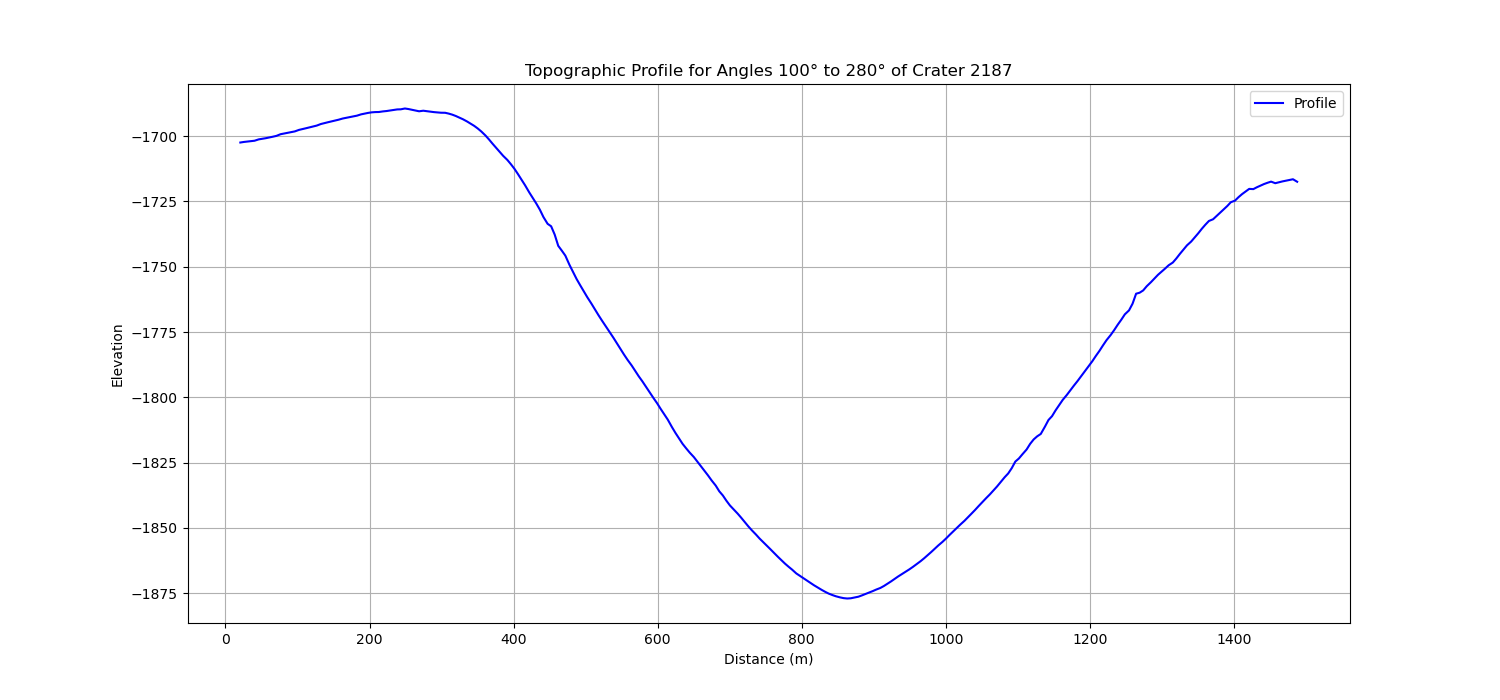 Topographic Profile for Angles 100° to 280° of Crater 2187
Profile
−1700
−1725
−1750
−1775
−1800
−1825
−1850
−1875
Elevation
0 200 400 600 800 1000 1200 1400
Distance (m)